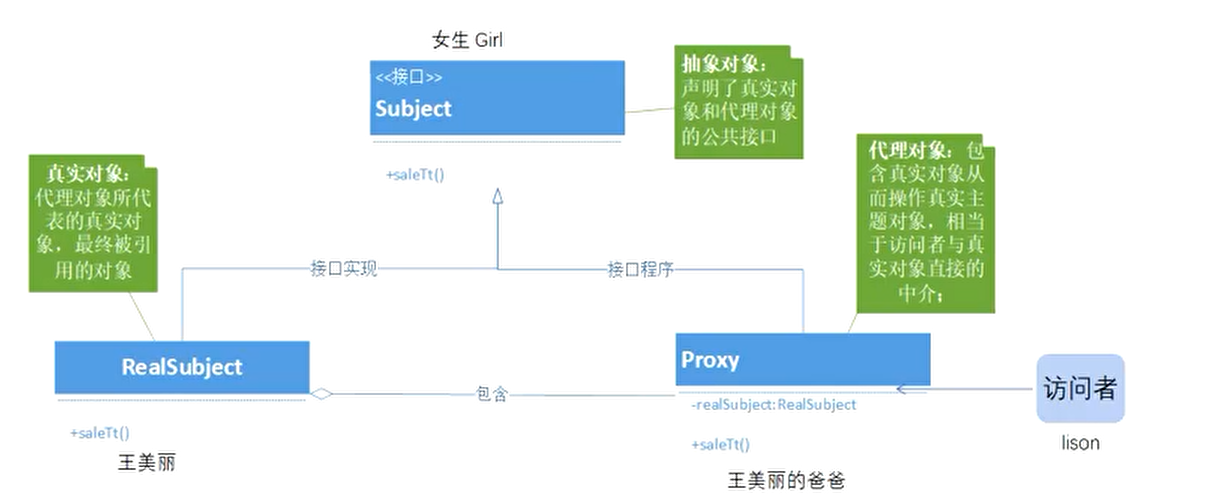 女生 Girl
<<接口>>
Subject
+saleTt()
抽象对象：
声明了真实对
象和代理对象
的公共接口
真实对象：
代理对象所代
表的真实对
象，最终被引
用的对象
代理对象：包
含真实对象从
而操作真实主
题对象，相当
于访问者与真
实对象直接的
中介；
接口实现
接口程序
RealSubject
+saleTt()
王美丽
包含
Proxy
-realSubject:RealSubject
+saleTt()
王美丽的爸爸
访问者
lison